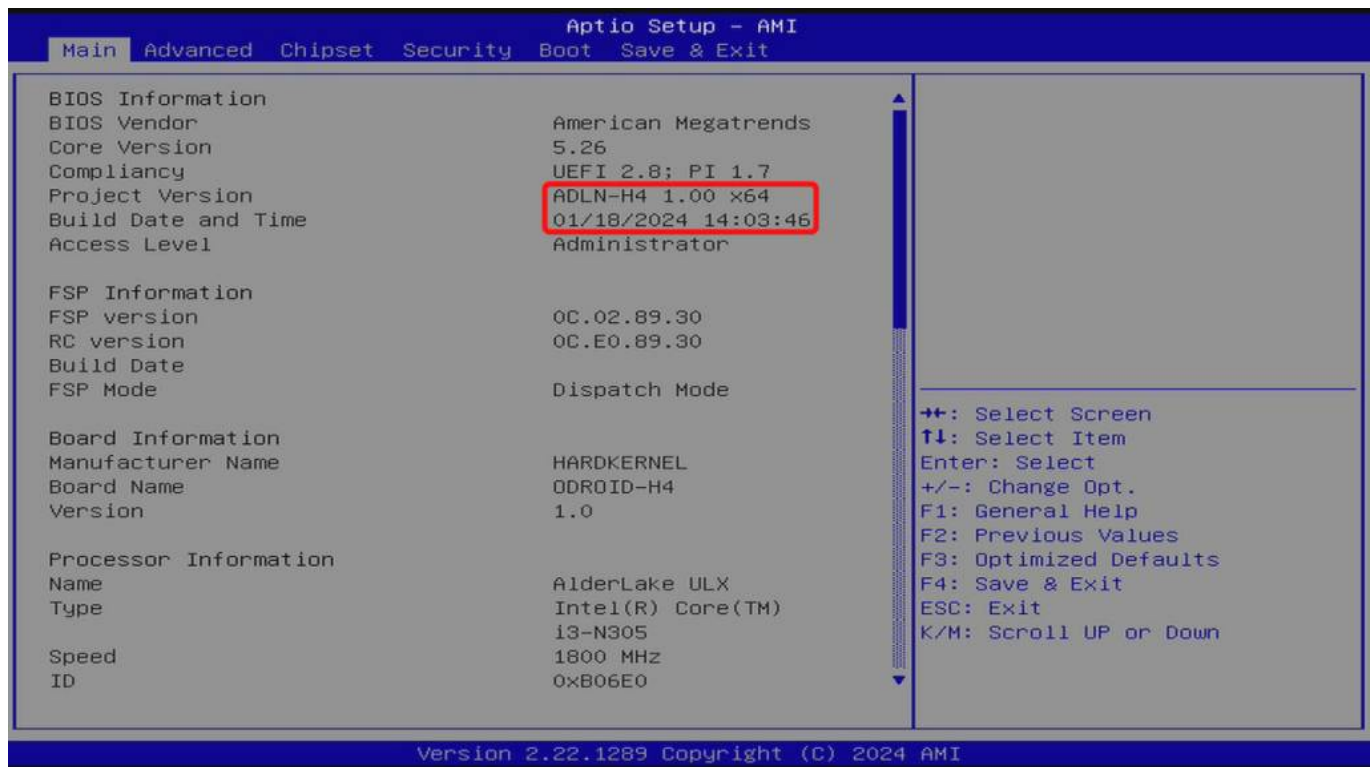 Aptio Setup - AMI
Main Advanced Chipset Security Boot Save & Exit
BIOS Information
BIOS Vendor American Megatrends
Core Version 5.26
Compliancy UEFI 2.8; PI 1.7
Project Version ADLN-H4 1.00 x64
Build Date and Time 01/18/2024 14:03:46
Access Level Administrator
FSP Information
FSP version 0C.02.89.30
RC version 0C.E0.89.30
Build Date
FSP Mode Dispatch Mode
Board Information
Manufacturer Name HARDKERNEL
Board Name ODROID-H4
Version 1.0
Processor Information
Name AlderLake ULX
Type Intel(R) Core(TM)
i3-N305
Speed 1800 MHz
ID 0xB06E0
→←: Select Screen
↑↓: Select Item
Enter: Select
+/-: Change Opt.
F1: General Help
F2: Previous Values
F3: Optimized Defaults
F4: Save & Exit
ESC: Exit
K/M: Scroll UP or Down
Version 2.22.1289 Copyright (C) 2024 AMI